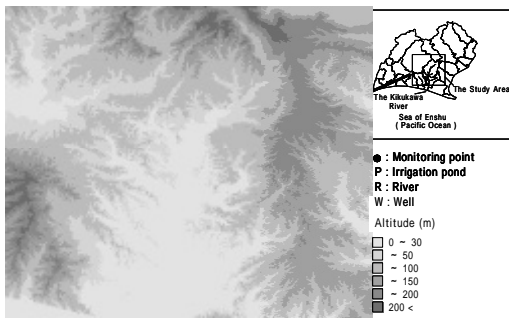 The Kikukawa
River
The Study Area
Sea of Enshu
( Pacific Ocean )
: Monitoring point
P : Irrigation pond
R : River
W : Well
Altitude (m)
0 ~ 30
~ 50
~ 100
~ 150
~ 200
200 <